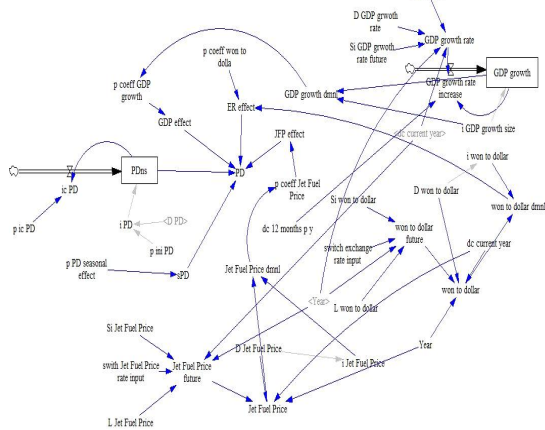 D GDP grwoth
rate
Si GDP grwoth
rate future
GDP growth rate
p coeff won to
dolla
p coeff GDP
growth
GDP growth dmnl
GDP growth rate
increase
GDP growth
GDP effect
ER effect
JFP effect
<dc current year>
i GDP growth size
PDns
ic PD
PD
p coeff Jet Fuel
Price
i won to dollar
D won to dollar
won to dollar dmnl
Si won to dollar
p ic PD
i PD
<D PD>
p ini PD
dc 12 months p y
won to dollar
future
switch exchange
rate input
dc current year
p PD seasonal
effect
sPD
Jet Fuel Price dmnl
won to dollar
<Year>
L won to dollar
Si Jet Fuel Price
swith Jet Fuel Price
rate input
Jet Fuel Price
future
D Jet Fuel Price
i Jet Fuel Price
Year
Jet Fuel Price
L Jet Fuel Price